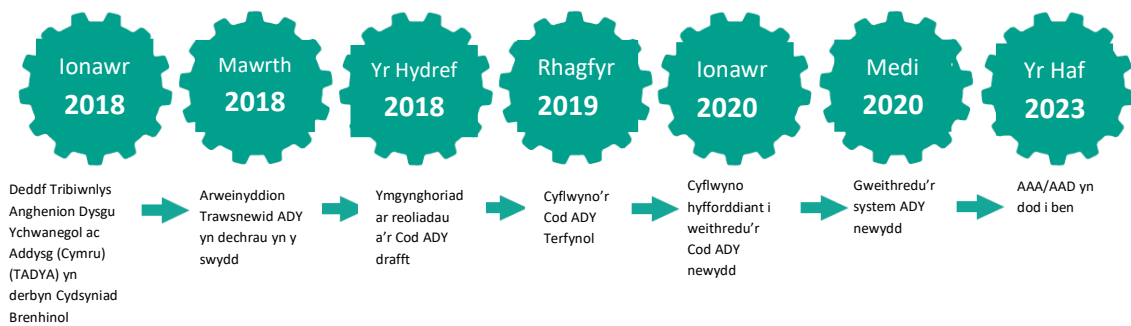 Ionawr
2018
Mawrth
2018
Yr Hydref
2018
Rhagfyr
2019
Ionawr
2020
Medi
2020
Yr Haf
2023
Deddf Tribiwnlys
Anghenion Dysgu
Ychwanegol ac
Addysg (Cymru)
(TADYA) yn
derbyn Cydsyniad
Brenhinol
Arweinyddion
Trawsnewid ADY
yn dechrau yn y
swydd
Ymgynghoriad
ar reoliadau
a'r Cod ADY
drafft
Cyflwyno'r
Cod ADY
Terfynol
Cyflwyno
hyfforddiant i
weithredu'r
Cod ADY
newydd
Gweithredu'r
system ADY
newydd
AAA/AAD yn
dod i ben